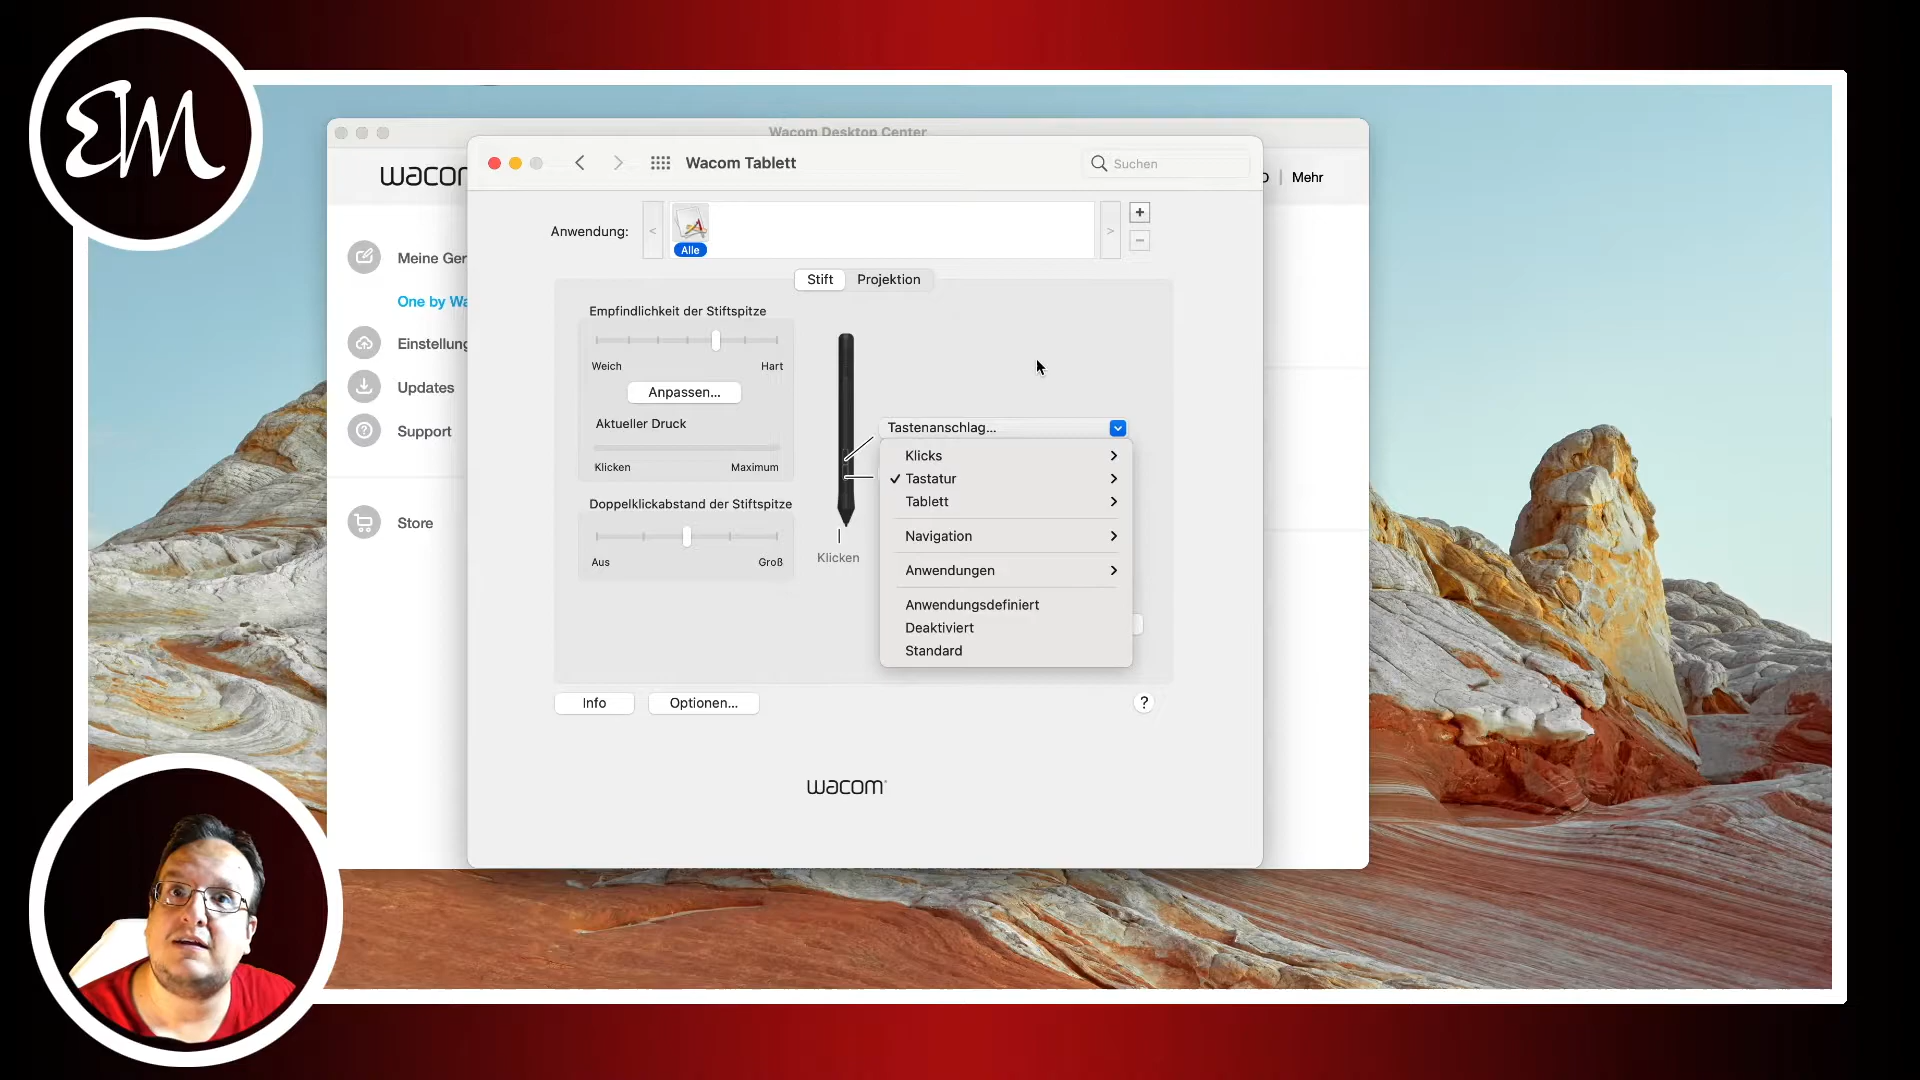 EM
Wacom Desktop Center
Wacom Tablett
Suchen
wacom
Mehr
Anwendung:
<
>
+
−
Alle
Meine Ger
One by Wa
Einstellung
Updates
Support
Store
Stift
Projektion
Empfindlichkeit der Stiftspitze
Weich
Hart
Anpassen...
Aktueller Druck
Klicken
Maximum
Doppelklickabstand der Stiftspitze
Aus
Groß
Klicken
Tastenanschlag...
Klicks
✓ Tastatur
Tablett
Navigation
Anwendungen
Anwendungsdefiniert
Deaktiviert
Standard
Info
Optionen...
?
wacom